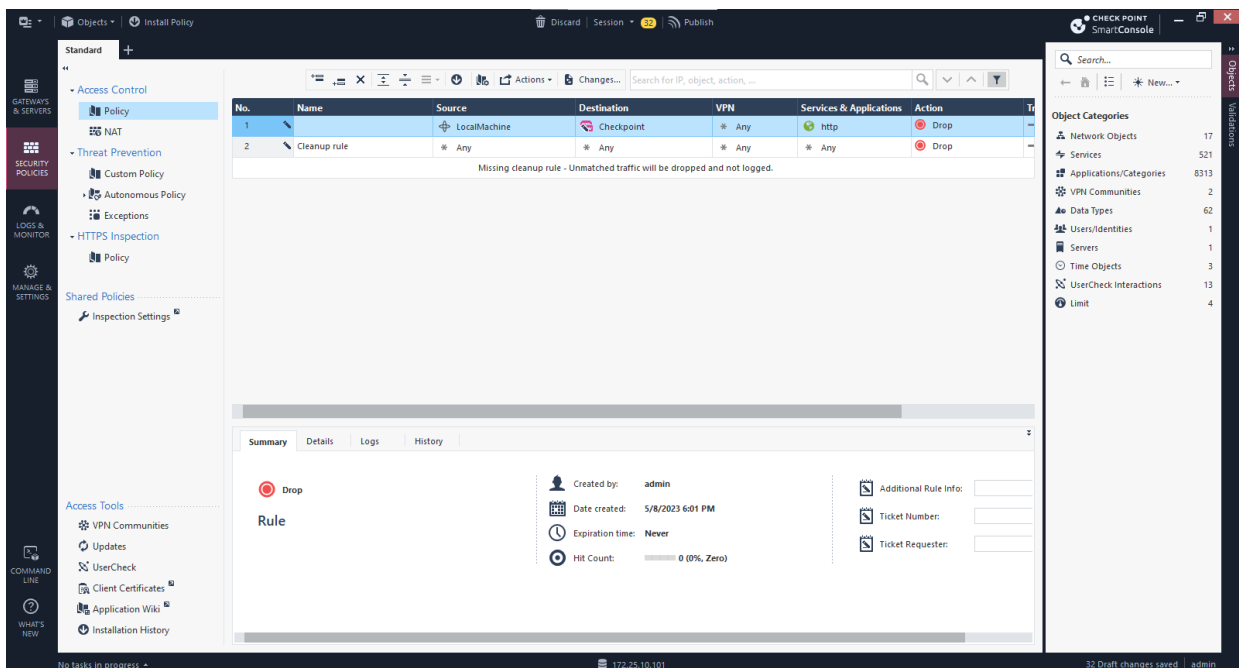 Objects
Install Policy
Discard
Session
32
Publish
CHECK POINT
SmartConsole
Standard
GATEWAYS
& SERVERS
SECURITY
POLICIES
LOGS &
MONITOR
MANAGE &
SETTINGS
COMMAND
LINE
WHAT'S
NEW
Access Control
Policy
NAT
Threat Prevention
Custom Policy
Autonomous Policy
Exceptions
HTTPS Inspection
Policy
Shared Policies
Inspection Settings
Access Tools
VPN Communities
Updates
UserCheck
Client Certificates
Application Wiki
Installation History
Actions
Changes...
Search for IP, object, action, ...
No. Name Source Destination VPN Services & Applications Action Tr
1 LocalMachine Checkpoint * Any http Drop
2 Cleanup rule * Any * Any * Any * Any Drop
Missing cleanup rule - Unmatched traffic will be dropped and not logged.
Summary Details Logs History
Drop
Rule
Created by: admin
Date created: 5/8/2023 6:01 PM
Expiration time: Never
Hit Count: 0 (0%, Zero)
Additional Rule Info:
Ticket Number:
Ticket Requester:
Search...
New...
Object Categories
Network Objects 17
Services 521
Applications/Categories 8313
VPN Communities 2
Data Types 62
Users/Identities 1
Servers 1
Time Objects 3
UserCheck Interactions 13
Limit 4
Objects
Validations
No tasks in progress
172.25.10.101
32 Draft changes saved
admin